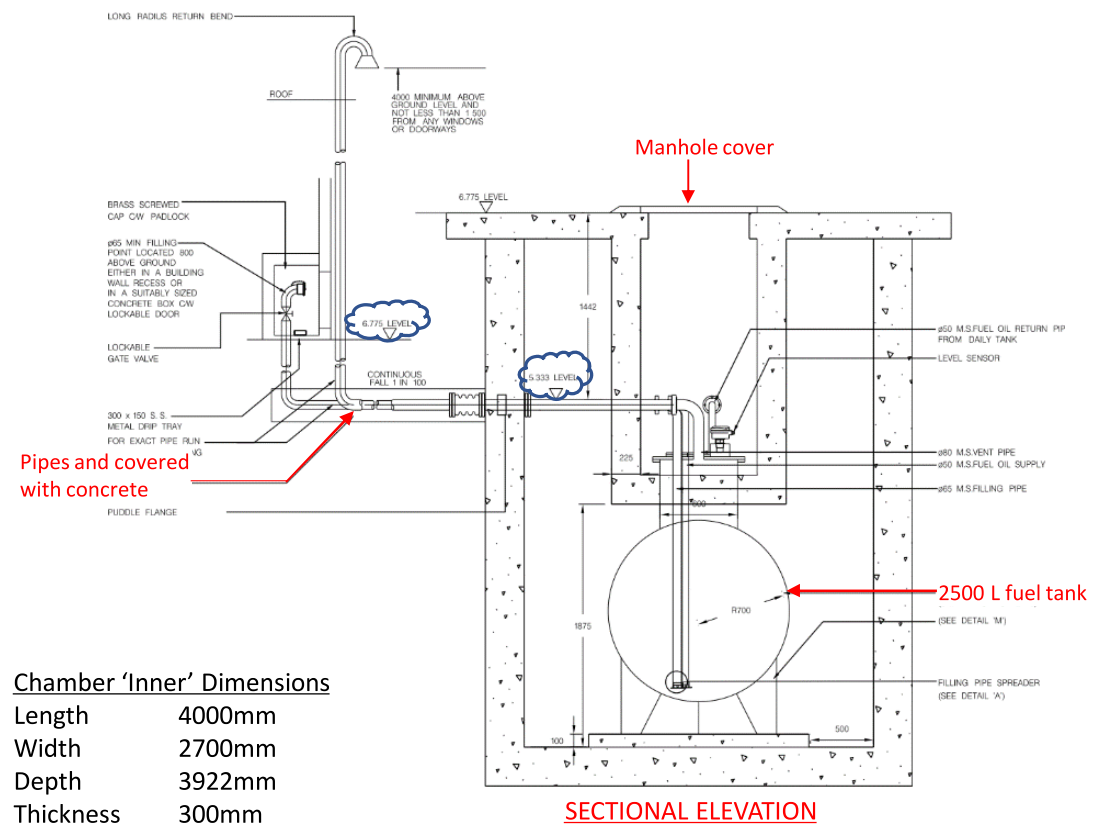 LONG RADIUS RETURN BEND
ROOF
4000 MINIMUM ABOVE
GROUND LEVEL AND
NOT LESS THAN 1 500
FROM ANY WINDOWS
OR DOORWAYS
Manhole cover
6.775 LEVEL
BRASS SCREWED
CAP C/W PADLOCK
ø65 MIN FILLING
POINT LOCATED 800
ABOVE GROUND
EITHER IN A BUILDING
WALL RECESS OR
IN A SUITABLY SIZED
CONCRETE BOX C/W
LOCKABLE DOOR
LOCKABLE
GATE VALVE
6.775 LEVEL
1442
ø50 M.S.FUEL OIL RETURN PIP
FROM DAILY TANK
LEVEL SENSOR
CONTINUOUS
FALL 1 IN 100
5.333 LEVEL
300 x 150 S. S.
METAL DRIP TRAY
FOR EXACT PIPE RUN
Pipes and covered
with concrete
PUDDLE FLANGE
225
ø80 M.S.VENT PIPE
ø50 M.S.FUEL OIL SUPPLY
ø65 M.S.FILLING PIPE
R700
1875
2500 L fuel tank
(SEE DETAIL 'M')
FILLING PIPE SPREADER
(SEE DETAIL 'A')
100
500
Chamber ‘Inner’ Dimensions
Length 4000mm
Width 2700mm
Depth 3922mm
Thickness 300mm
SECTIONAL ELEVATION